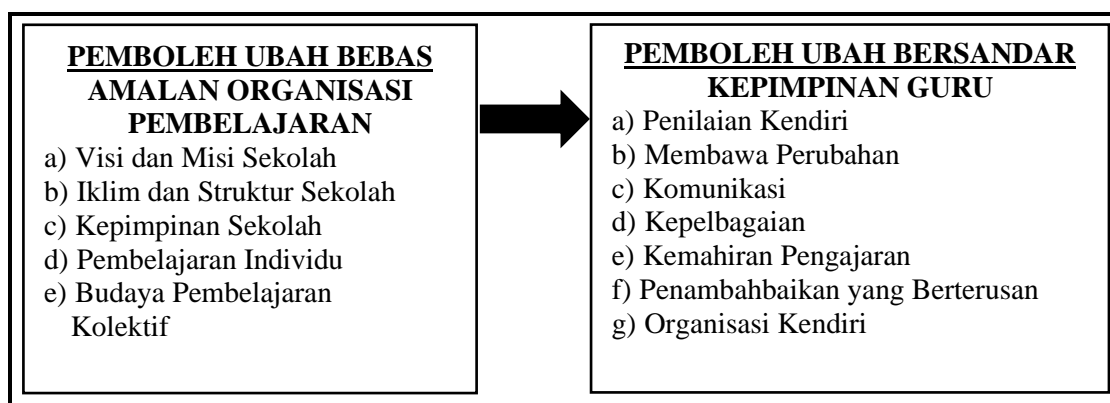 PEMBOLEH UBAH BEBAS
AMALAN ORGANISASI
PEMBELAJARAN
a) Visi dan Misi Sekolah
b) Iklim dan Struktur Sekolah
c) Kepimpinan Sekolah
d) Pembelajaran Individu
e) Budaya Pembelajaran
Kolektif
PEMBOLEH UBAH BERSANDAR
KEPIMPINAN GURU
a) Penilaian Kendiri
b) Membawa Perubahan
c) Komunikasi
d) Kepelbagaian
e) Kemahiran Pengajaran
f) Penambahbaikan yang Berterusan
g) Organisasi Kendiri